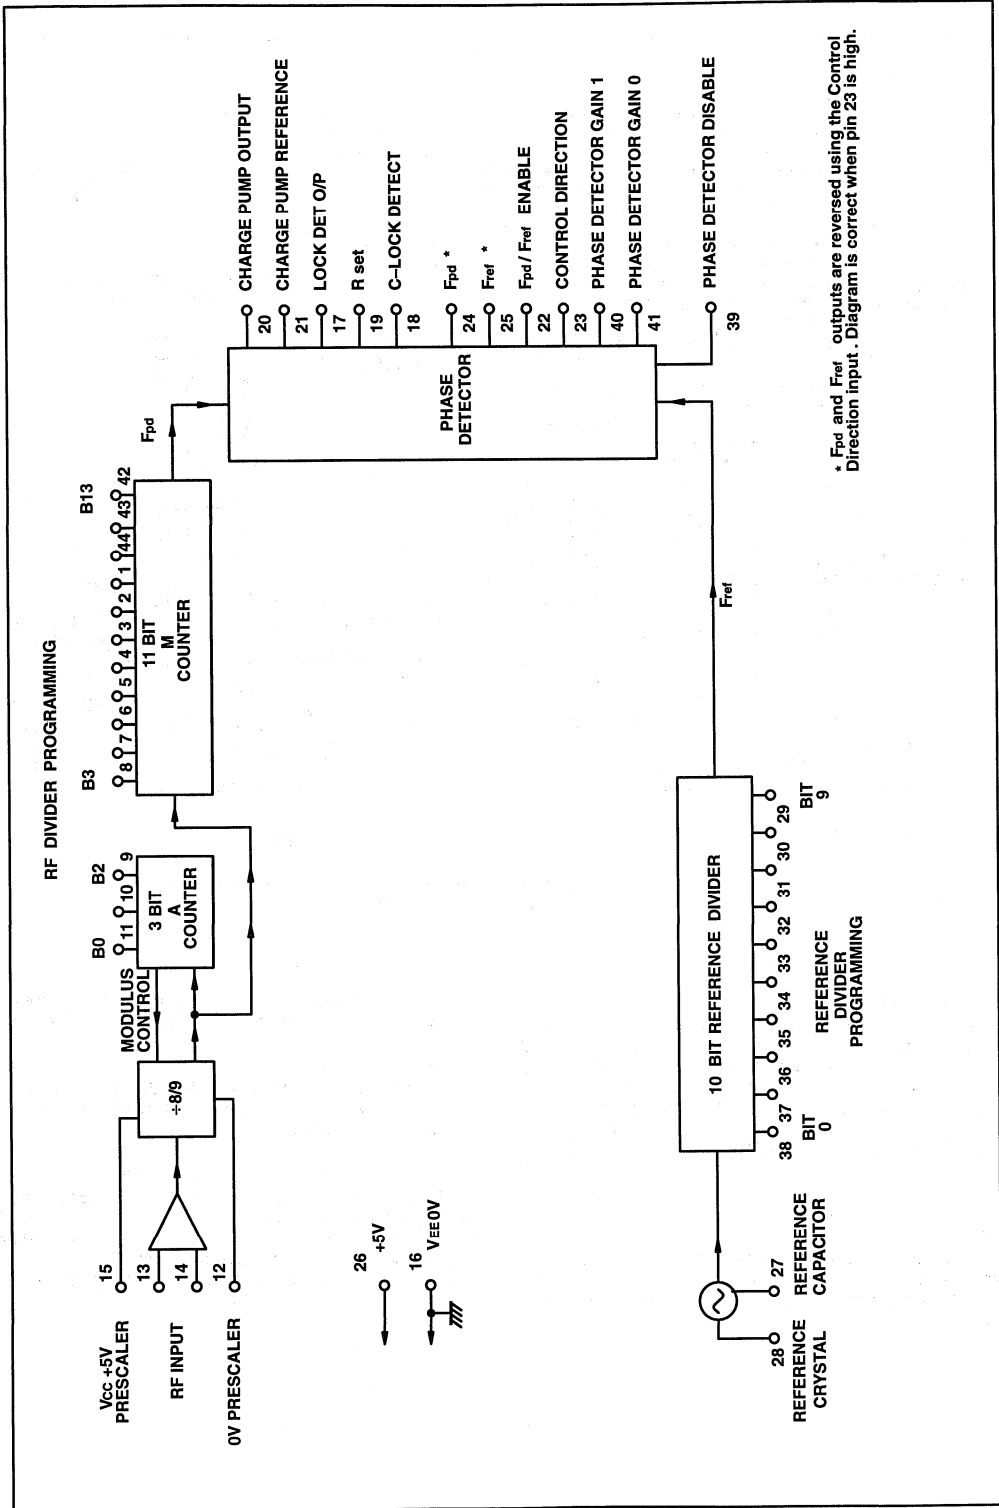 RF DIVIDER PROGRAMMING
B0
B2
B3
B13
11
10
9
8
7
6
5
4
3
2
1
44
43
42
VCC +5V
PRESCALER
15
RF INPUT
13
14
0V PRESCALER
12
÷8/9
MODULUS
CONTROL
3 BIT
A
COUNTER
11 BIT
M
COUNTER
Fpd
PHASE
DETECTOR
20
CHARGE PUMP OUTPUT
21
CHARGE PUMP REFERENCE
17
LOCK DET O/P
19
R set
18
C–LOCK DETECT
24
Fpd *
25
Fref *
22
Fpd / Fref ENABLE
23
CONTROL DIRECTION
40
PHASE DETECTOR GAIN 1
41
PHASE DETECTOR GAIN 0
39
PHASE DETECTOR DISABLE
26
+5V
16
VEE 0V
28
REFERENCE
CRYSTAL
27
REFERENCE
CAPACITOR
10 BIT REFERENCE DIVIDER
Fref
38
37
36
35
34
33
32
31
30
29
BIT
0
BIT
9
REFERENCE
DIVIDER
PROGRAMMING
* Fpd and Fref outputs are reversed using the Control
Direction input . Diagram is correct when pin 23 is high.